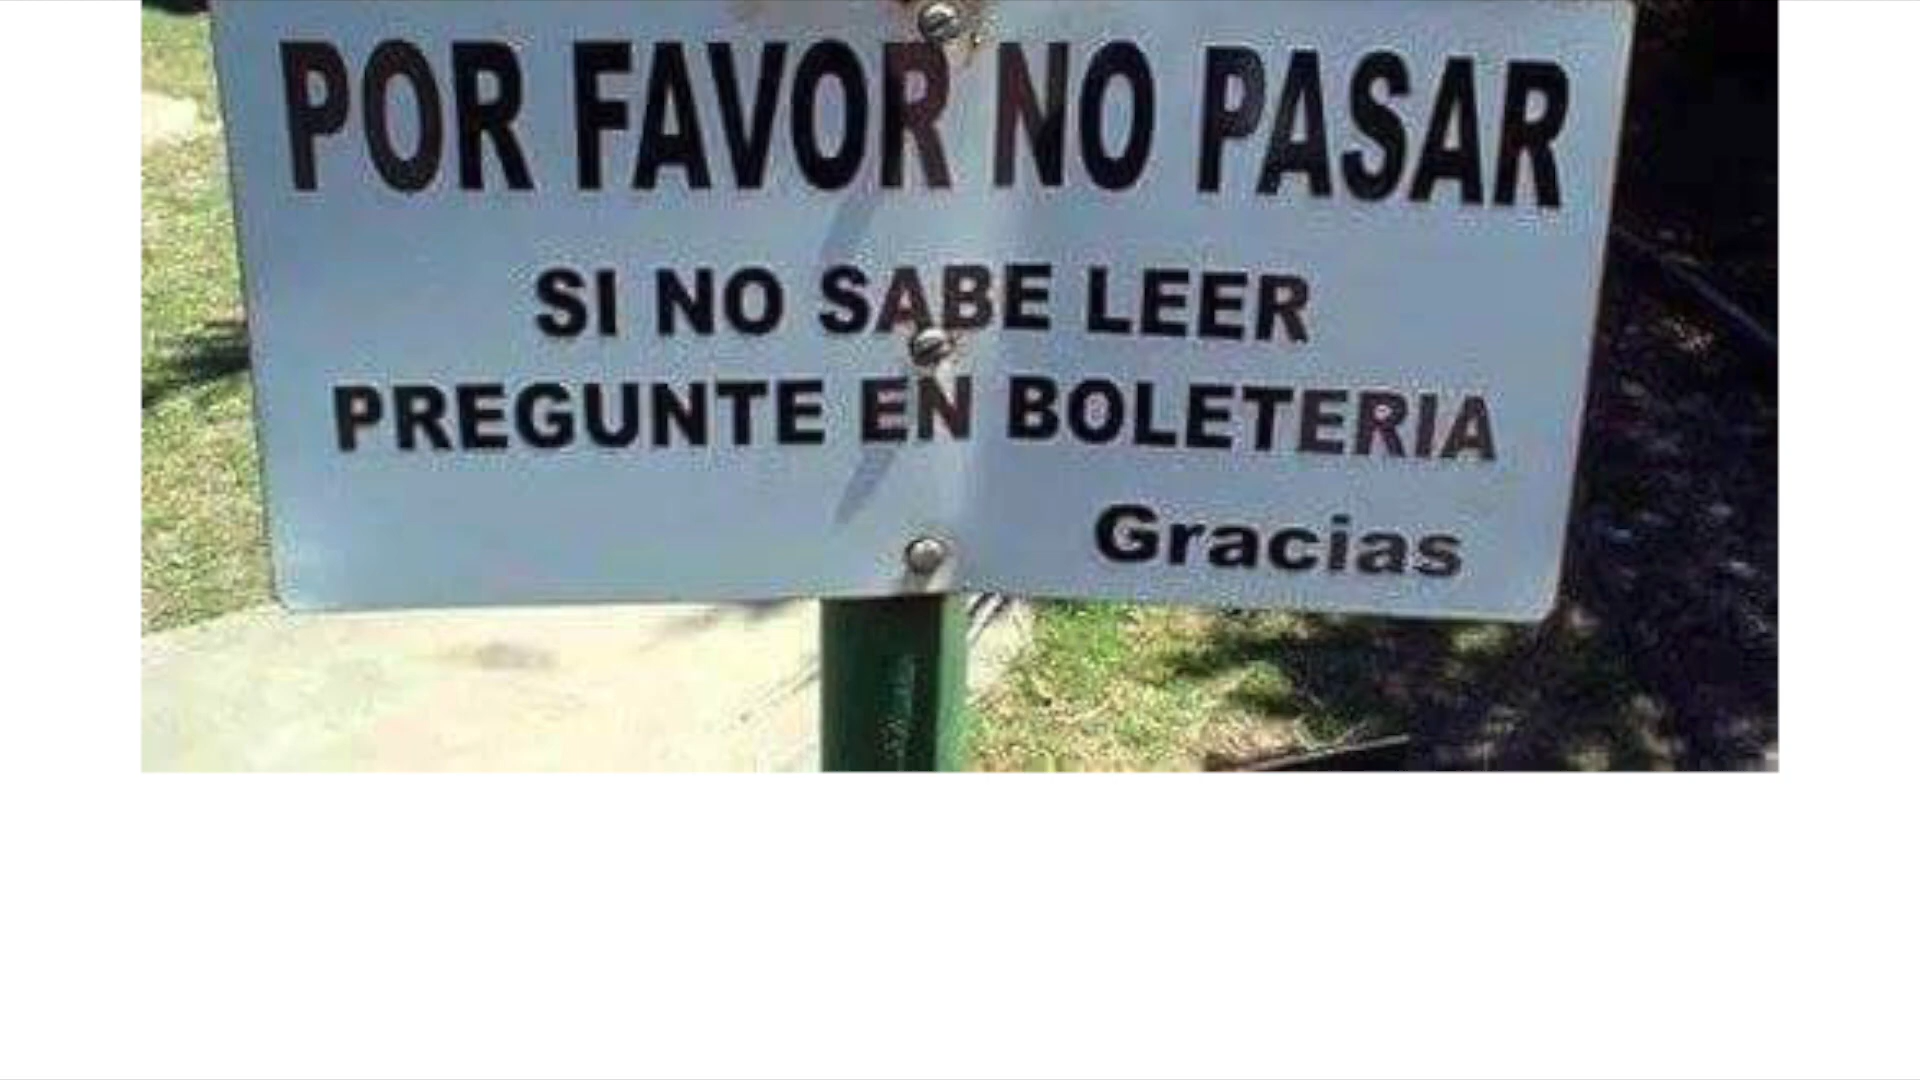 POR FAVOR NO PASAR
SI NO SABE LEER
PREGUNTE EN BOLETERIA
Gracias